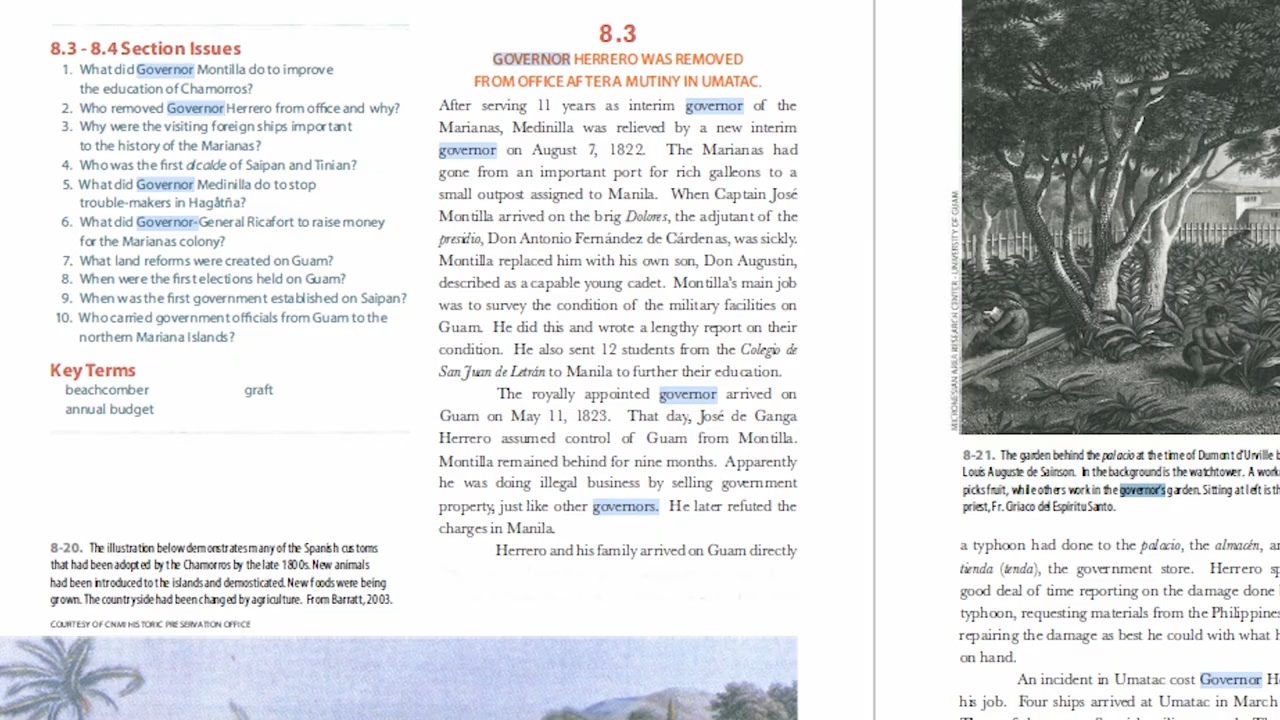 8.3 - 8.4 Section Issues
1. What did Governor Montilla do to improve
the education of Chamorros?
2. Who removed Governor Herrero from office and why?
3. Why were the visiting foreign ships important
to the history of the Marianas?
4. Who was the first alcalde of Saipan and Tinian?
5. What did Governor Medinilla do to stop
trouble-makers in Hagåtña?
6. What did Governor-General Ricafort to raise money
for the Marianas colony?
7. What land reforms were created on Guam?
8. When were the first elections held on Guam?
9. When was the first government established on Saipan?
10. Who carried government officials from Guam to the
northern Mariana Islands?
Key Terms
beachcomber graft
annual budget
8-20. The illustration below demonstrates many of the Spanish customs
that had been adopted by the Chamorros by the late 1800s. New animals
had been introduced to the islands and domesticated. New foods were being
grown. The countryside had been changed by agriculture. From Barratt, 2003.
COURTESY OF CNMI HISTORIC PRESERVATION OFFICE
8.3
GOVERNOR HERRERO WAS REMOVED
FROM OFFICE AFTER A MUTINY IN UMATAC.
After serving 11 years as interim governor of the
Marianas, Medinilla was relieved by a new interim
governor on August 7, 1822. The Marianas had
gone from an important port for rich galleons to a
small outpost assigned to Manila. When Captain José
Montilla arrived on the brig Dolores, the adjutant of the
presidio, Don Antonio Fernández de Cárdenas, was sickly.
Montilla replaced him with his own son, Don Augustin,
described as a capable young cadet. Montilla's main job
was to survey the condition of the military facilities on
Guam. He did this and wrote a lengthy report on their
condition. He also sent 12 students from the Colegio de
San Juan de Letrán to Manila to further their education.
The royally appointed governor arrived on
Guam on May 11, 1823. That day, José de Ganga
Herrero assumed control of Guam from Montilla.
Montilla remained behind for nine months. Apparently
he was doing illegal business by selling government
property, just like other governors. He later refuted the
charges in Manila.
Herrero and his family arrived on Guam directly
MICRONESIAN AREA RESEARCH CENTER - UNIVERSITY OF GUAM
8-21. The garden behind the palacio at the time of Dumont d'Urville b
Louis Auguste de Sainson. In the background is the watchtower. A work
picks fruit, while others work in the governor's garden. Sitting at left is th
priest, Fr. Ciriaco del Espiritu Santo.
a typhoon had done to the palacio, the almacén, a
tienda (tenda), the government store. Herrero sp
good deal of time reporting on the damage done
typhoon, requesting materials from the Philippines
repairing the damage as best he could with what h
on hand.
An incident in Umatac cost Governor He
his job. Four ships arrived at Umatac in March